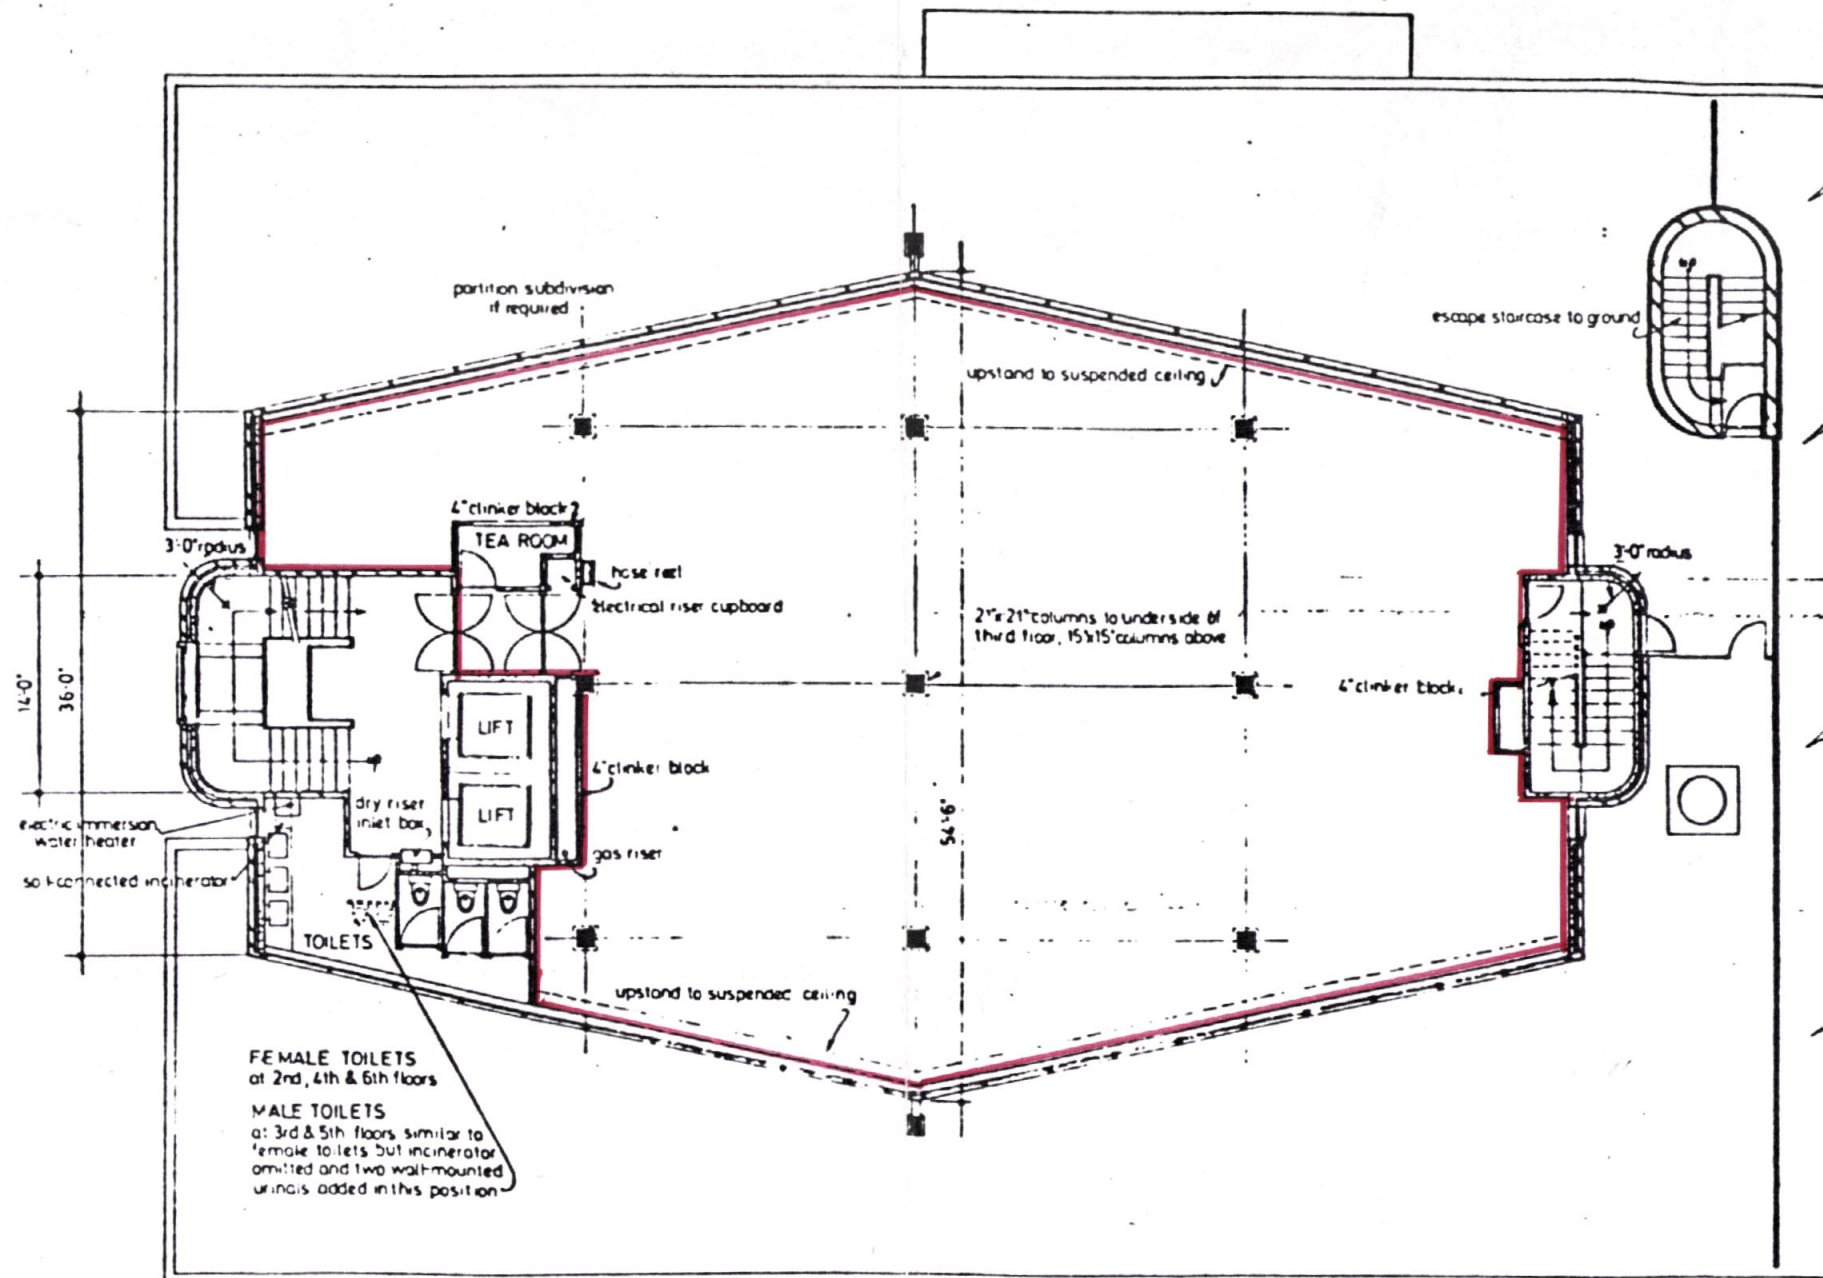 partition subdivision
if required
escape staircase to ground
upstand to suspended ceiling
4" clinker block
TEA ROOM
3'-0" radius
hose reel
electrical riser cupboard
3'-0" radius
21"x21" columns to underside of
third floor, 15"x15" columns above
14'-0"
36'-0"
4" clinker block
LIFT
4" clinker block
LIFT
dry riser
inlet box
54'-6"
electric immersion
water heater
gas riser
incinerator
TOILETS
upstand to suspended ceiling
FEMALE TOILETS
at 2nd, 4th & 6th floors
MALE TOILETS
at 3rd & 5th floors similar to
female toilets but incinerator
omitted and two wall-mounted
urinals added in this position